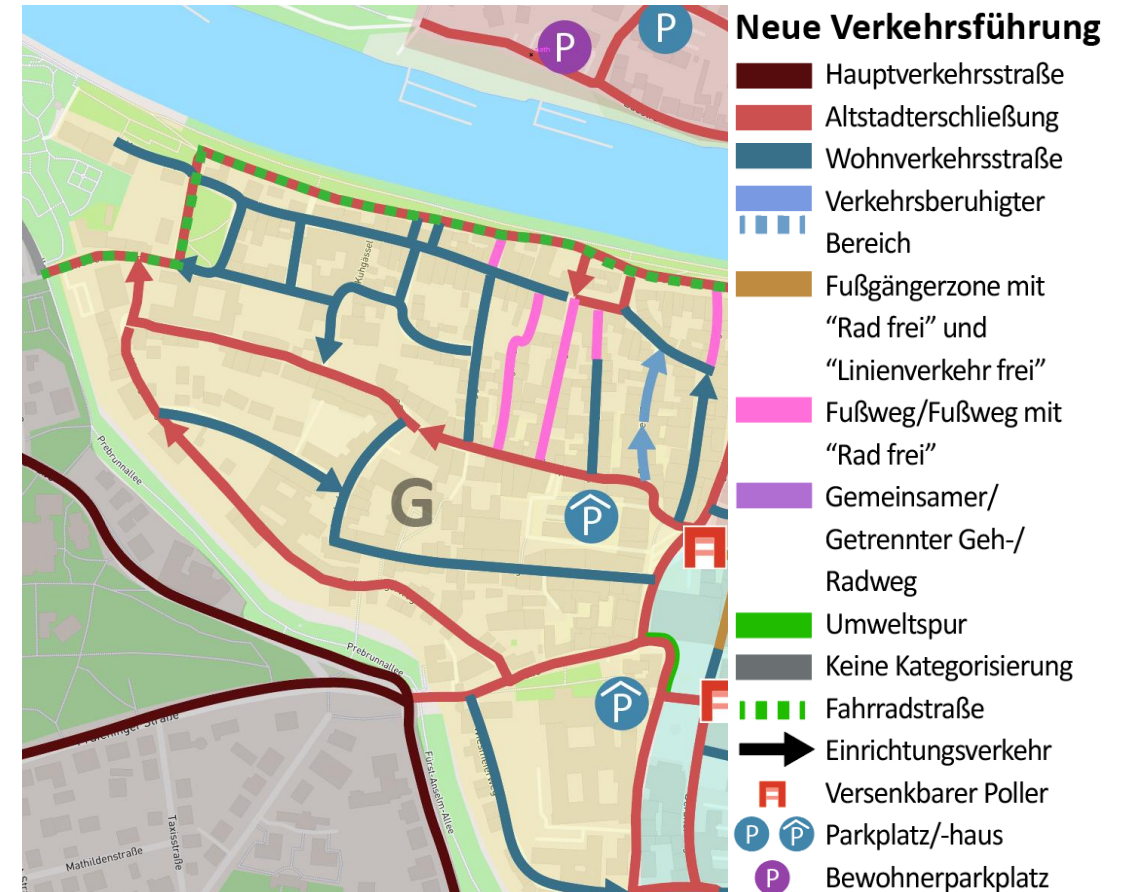 Neue Verkehrsführung
Hauptverkehrsstraße
Altstadterschließung
Wohnverkehrsstraße
Verkehrsberuhigter
Bereich
Fußgängerzone mit
“Rad frei” und
“Linienverkehr frei”
Fußweg/Fußweg mit
“Rad frei”
Gemeinsamer/
Getrennter Geh-/
Radweg
Umweltspur
Keine Kategorisierung
Fahrradstraße
Einrichtungsverkehr
Versenkbarer Poller
P P Parkplatz/-haus
P Bewohnerparkplatz
P
P
Kuhgässel
G
P
Prebrunnallee
Prebrunnallee
P
Fürst-Anselm-Allee
Taxisstraße
Mathildenstraße